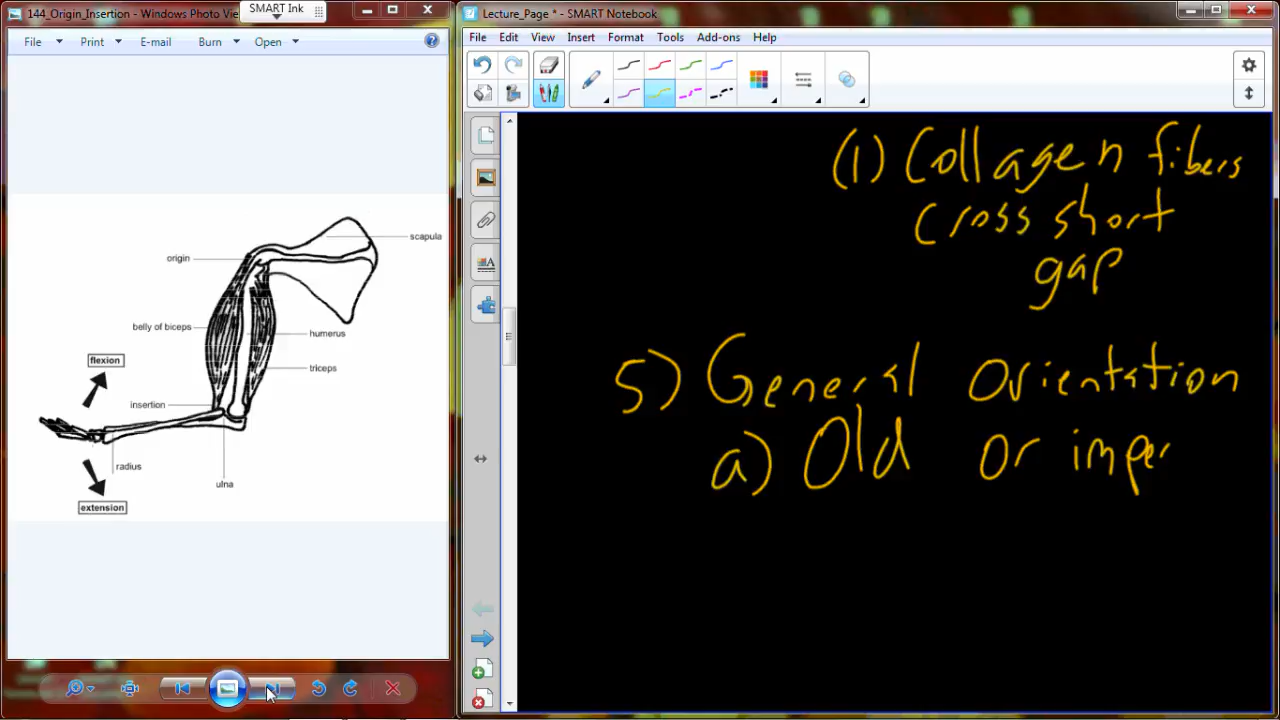 144_Origin_Insertion - Windows Photo Vie
SMART Ink
File Print E-mail Burn Open
scapula
origin
belly of biceps
humerus
flexion
triceps
insertion
radius
ulna
extension
Lecture_Page * - SMART Notebook
File Edit View Insert Format Tools Add-ons Help
(1) Collagen fibers
cross short
gap
5) General Orientation
a) Old or imper